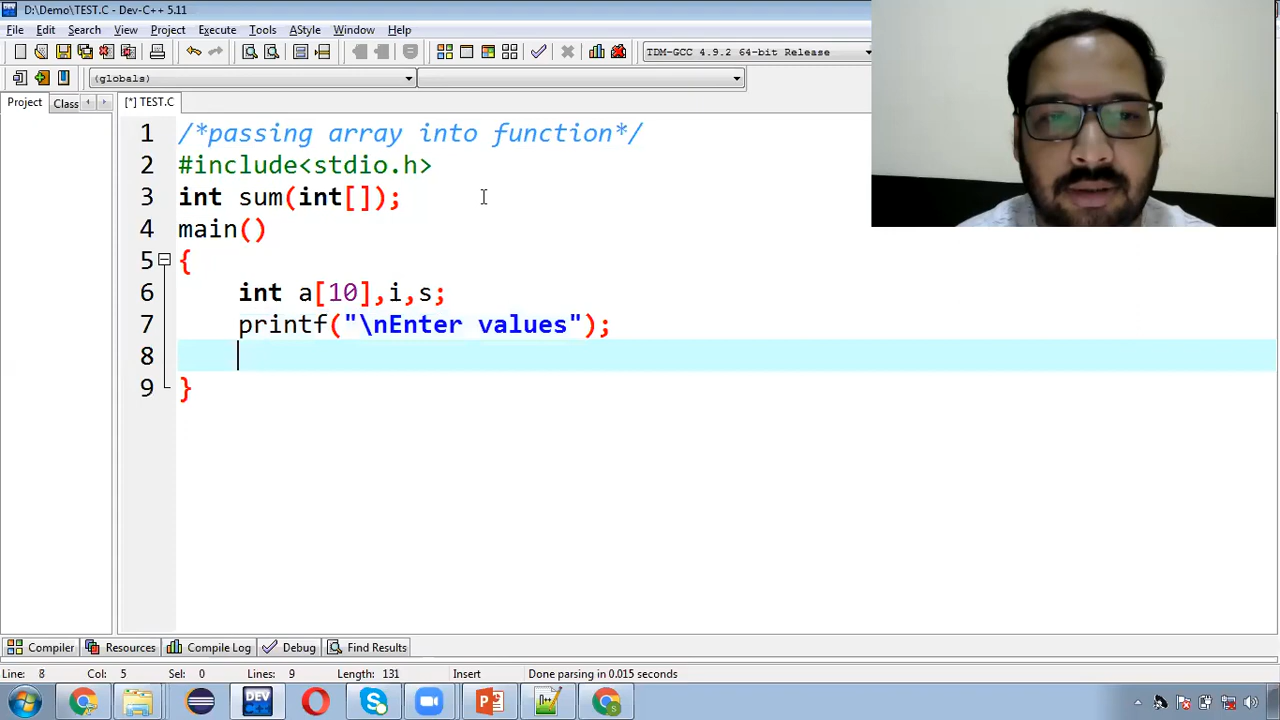 D:\Demo\TEST.C - Dev-C++ 5.11
File Edit Search View Project Execute Tools AStyle Window Help
TDM-GCC 4.9.2 64-bit Release
(globals)
Project Class [*] TEST.C
1 /*passing array into function*/
2 #include<stdio.h>
3 int sum(int[]);
4 main()
5 {
6 int a[10],i,s;
7 printf("\nEnter values");
8
9 }
Compiler Resources Compile Log Debug Find Results
Line: 8 Col: 5 Sel: 0 Lines: 9 Length: 131 Insert Done parsing in 0.015 seconds
DEV C++